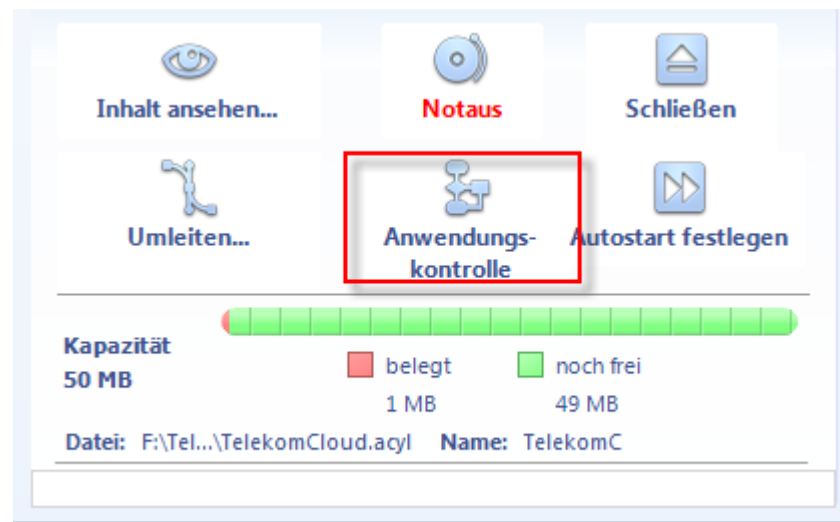 Inhalt ansehen... Notaus Schließen
Umleiten... Anwendungs- Autostart festlegen
kontrolle
Kapazität belegt noch frei
50 MB 1 MB 49 MB
Datei: F:\Tel...\TelekomCloud.acyl Name: TelekomC